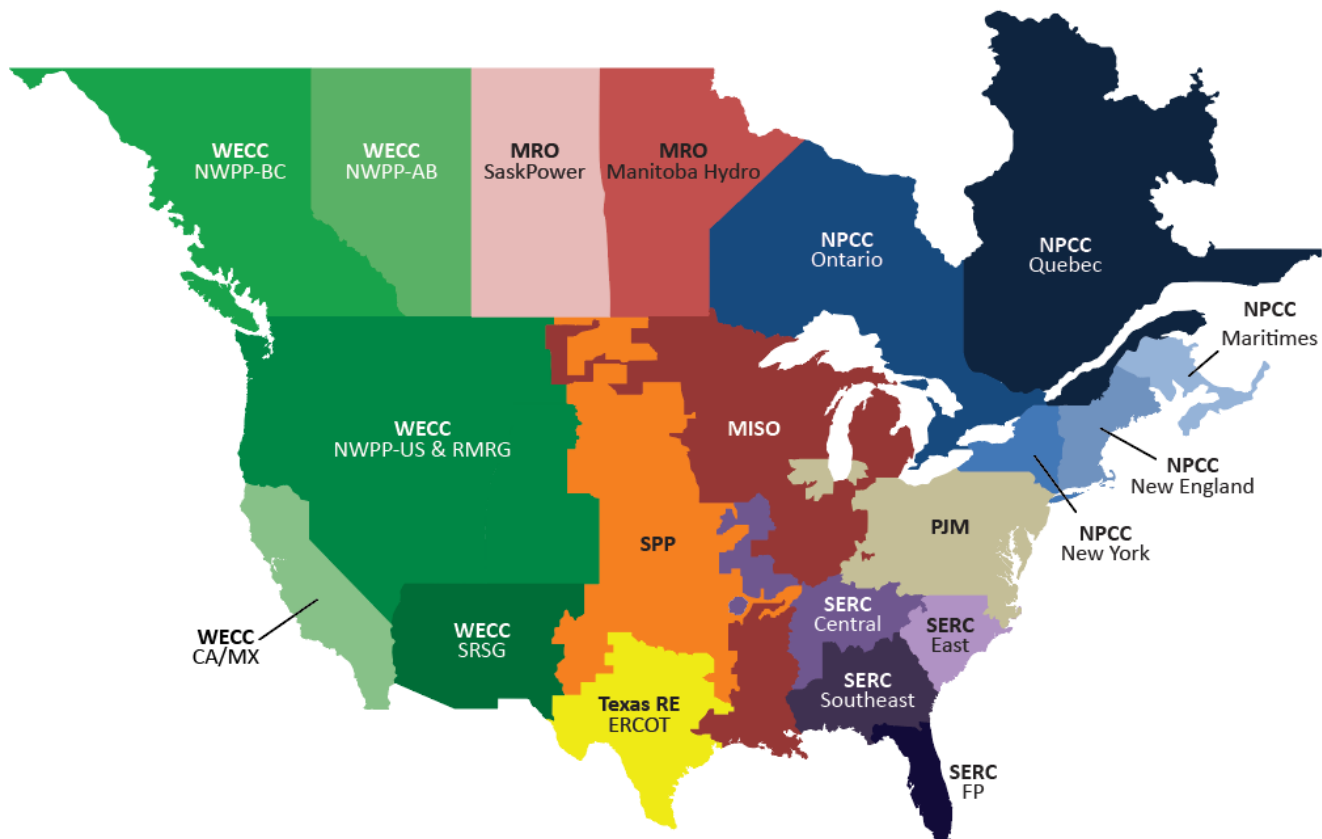 WECC
NWPP-BC
WECC
NWPP-AB
MRO
SaskPower
MRO
Manitoba Hydro
NPCC
Ontario
NPCC
Quebec
NPCC
Maritimes
WECC
NWPP-US & RMRG
MISO
NPCC
New England
SPP
PJM
NPCC
New York
WECC
CA/MX
WECC
SRSG
SERC
Central
SERC
East
SERC
Southeast
Texas RE
ERCOT
SERC
FP